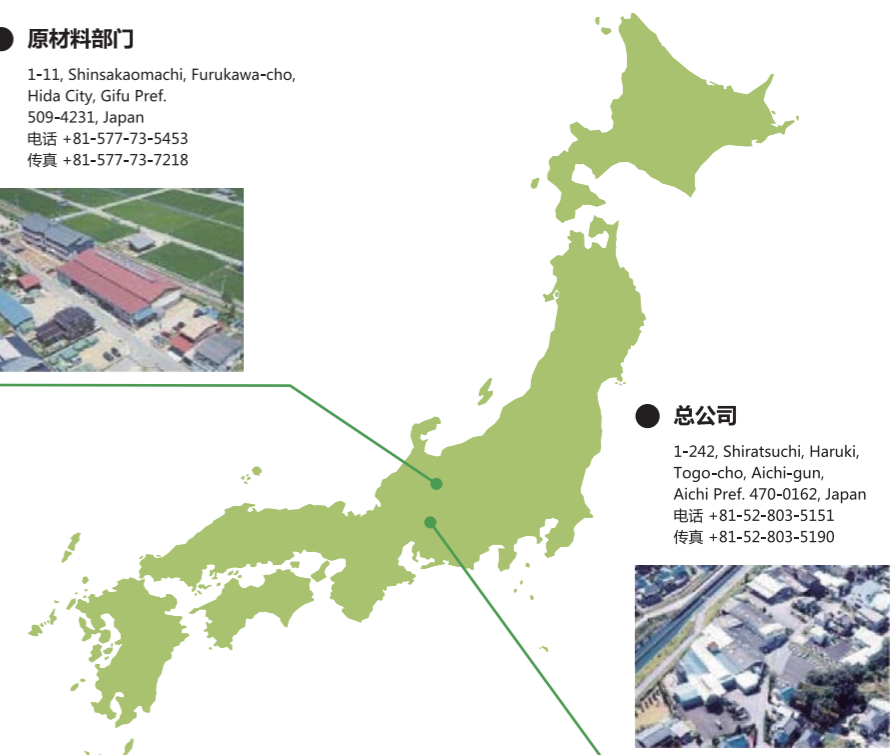 原材料部门
1-11, Shinsakaomachi, Furukawa-cho,
Hida City, Gifu Pref.
509-4231, Japan
电话 +81-577-73-5453
传真 +81-577-73-7218
总公司
1-242, Shiratsuchi, Haruki,
Togo-cho, Aichi-gun,
Aichi Pref. 470-0162, Japan
电话 +81-52-803-5151
传真 +81-52-803-5190